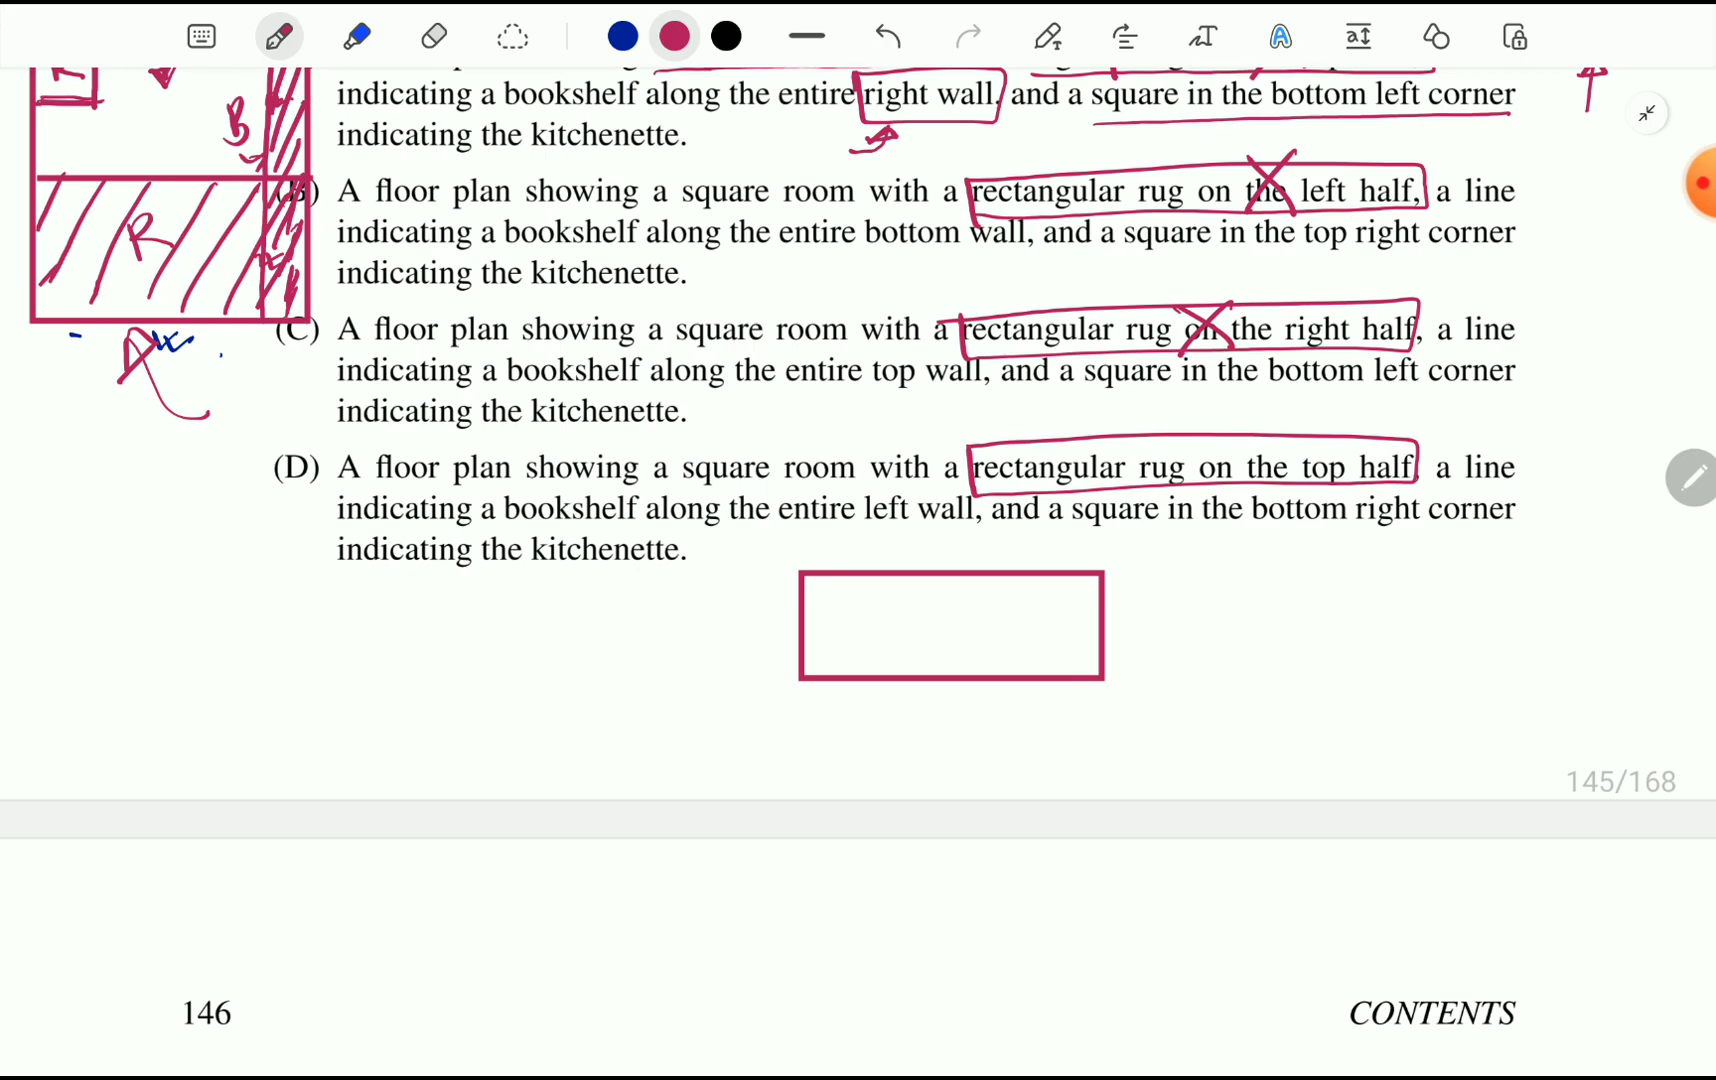 indicating a bookshelf along the entire right wall, and a square in the bottom left corner
indicating the kitchenette.
B
(B) A floor plan showing a square room with a rectangular rug on the left half, a line
indicating a bookshelf along the entire bottom wall, and a square in the top right corner
indicating the kitchenette.
R
(C) A floor plan showing a square room with a rectangular rug on the right half, a line
indicating a bookshelf along the entire top wall, and a square in the bottom left corner
indicating the kitchenette.
(D) A floor plan showing a square room with a rectangular rug on the top half, a line
indicating a bookshelf along the entire left wall, and a square in the bottom right corner
indicating the kitchenette.
145/168
146
CONTENTS